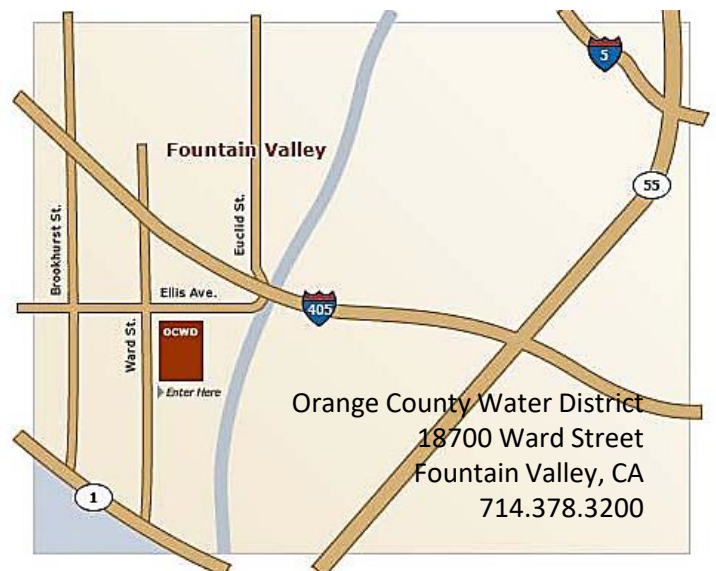 5
Fountain Valley
55
Brookhurst St.
Euclid St.
Ellis Ave.
405
Ward St.
OCWD
Enter Here
Orange County Water District
18700 Ward Street
Fountain Valley, CA
714.378.3200
1